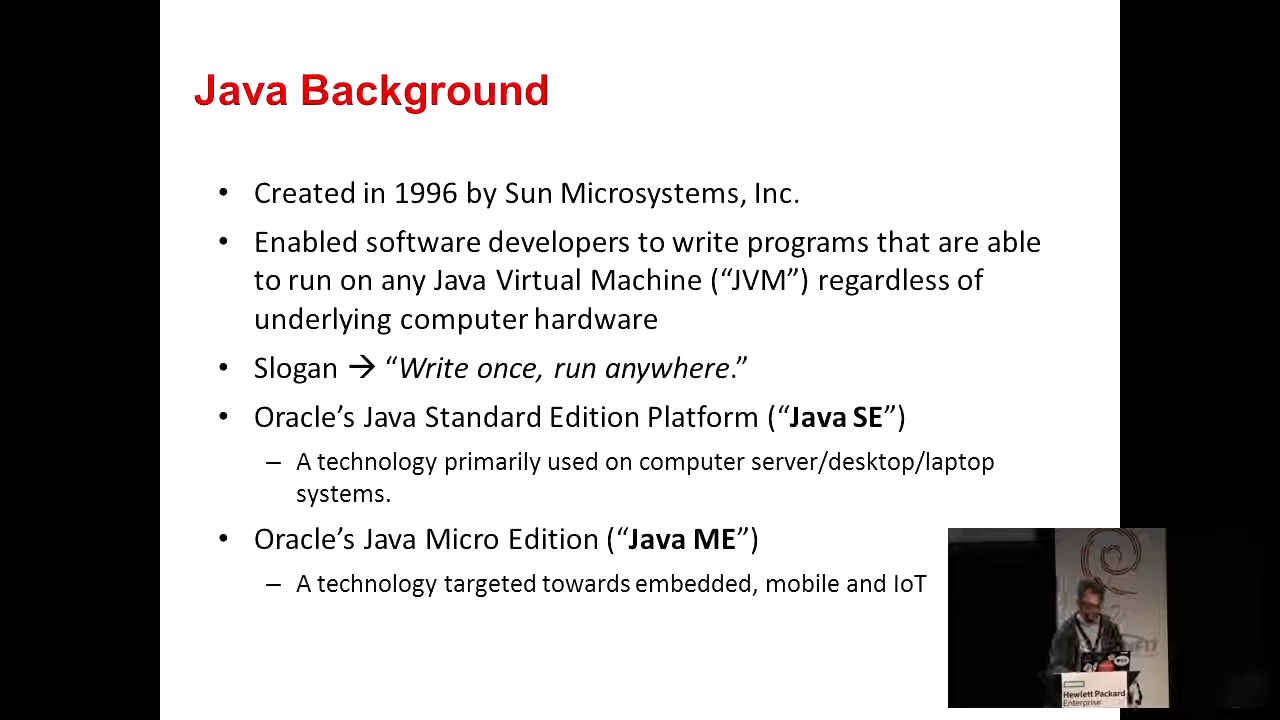 Java Background
• Created in 1996 by Sun Microsystems, Inc.
• Enabled software developers to write programs that are able
to run on any Java Virtual Machine (“JVM”) regardless of
underlying computer hardware
• Slogan → “Write once, run anywhere.”
• Oracle’s Java Standard Edition Platform (“Java SE”)
– A technology primarily used on computer server/desktop/laptop
systems.
• Oracle’s Java Micro Edition (“Java ME”)
– A technology targeted towards embedded, mobile and IoT
Hewlett Packard
Enterprise